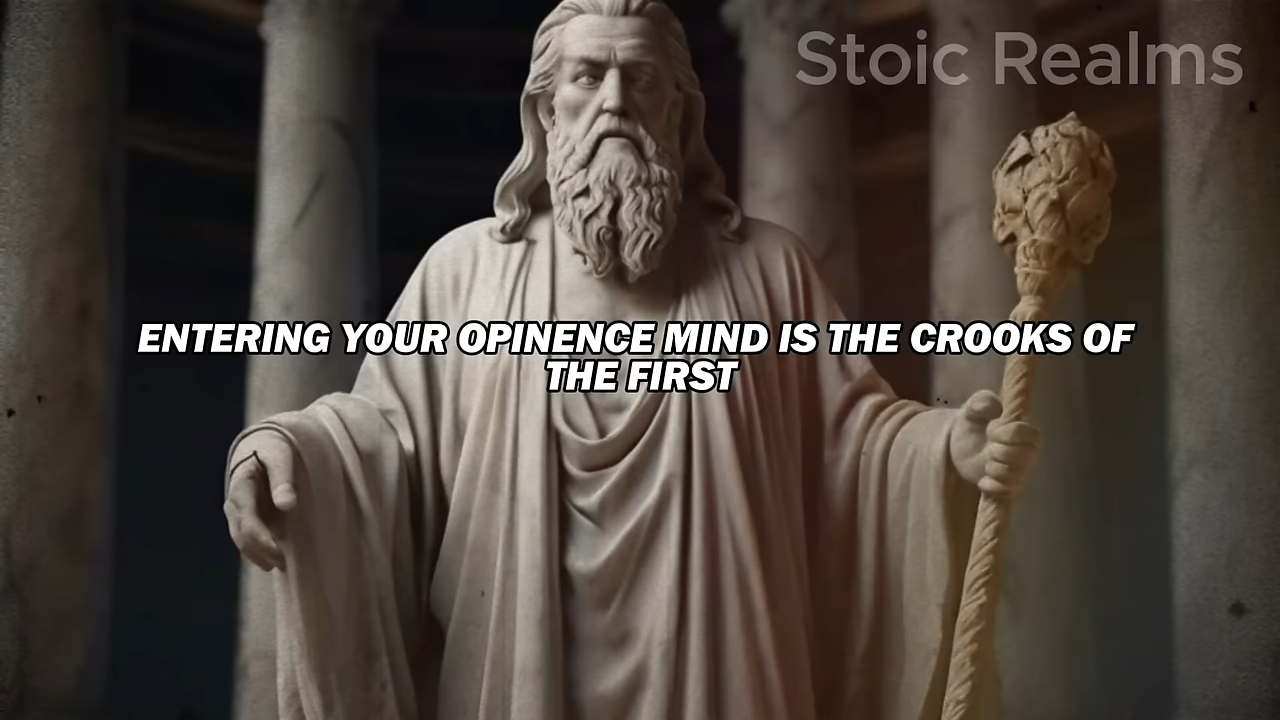 Stoic Realms
ENTERING YOUR OPINENCE MIND IS THE CROOKS OF
THE FIRST